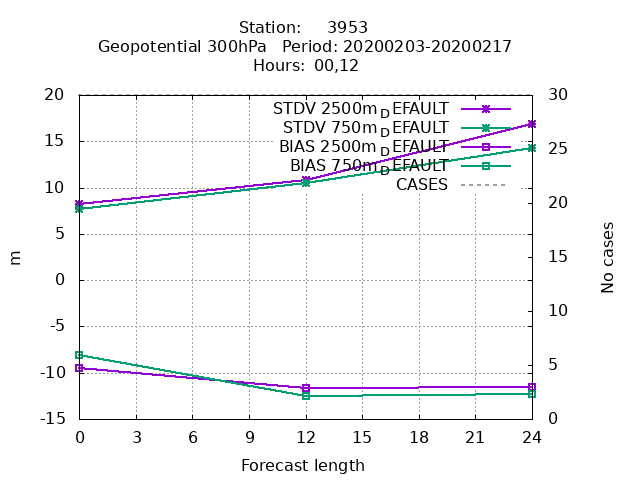 Station: 3953
Geopotential 300hPa Period: 20200203-20200217
Hours: 00,12
20
15
10
5
0
-5
-10
-15
m
STDV 2500m_DEFAULT
STDV 750m_DEFAULT
BIAS 2500m_DEFAULT
BIAS 750m_DEFAULT
CASES
30
25
20
15
10
5
0
No cases
0 3 6 9 12 15 18 21 24
Forecast length